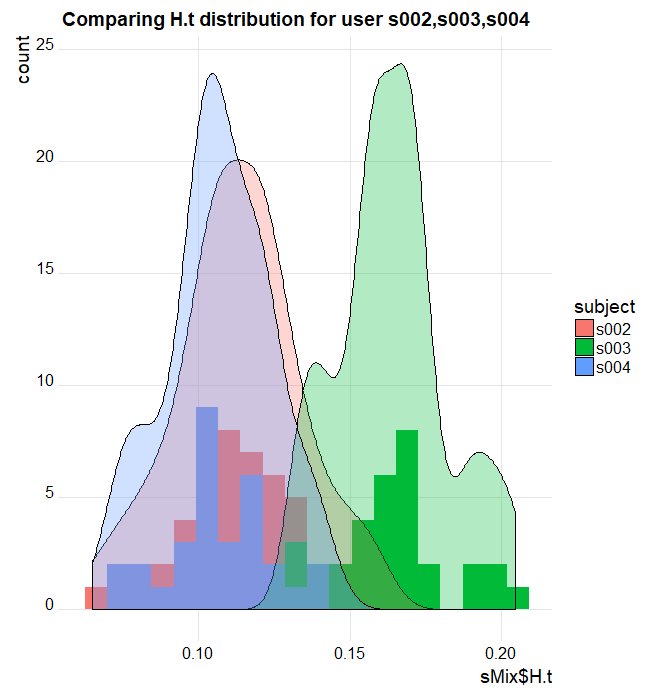 Comparing H.t distribution for user s002,s003,s004
count
25
20
15
10
5
0
0.10
0.15
0.20
sMix$H.t
subject
s002
s003
s004